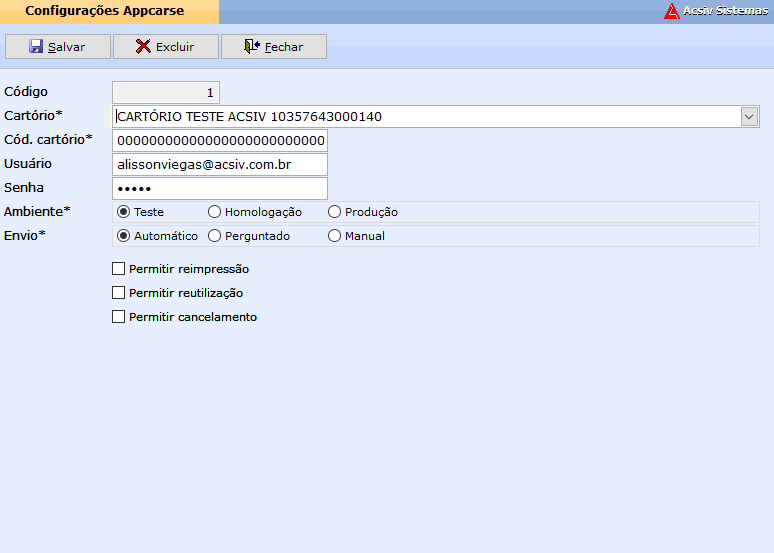 Configurações Appcarse
Acsiv Sistemas
Salvar
Excluir
Fechar
Código 1
Cartório* CARTÓRIO TESTE ACSIV 10357643000140
Cód. cartório* 00000000000000000000000000
Usuário alissonviegas@acsiv.com.br
Senha •••••
Ambiente* Teste Homologação Produção
Envio* Automático Perguntado Manual
Permitir reimpressão
Permitir reutilização
Permitir cancelamento